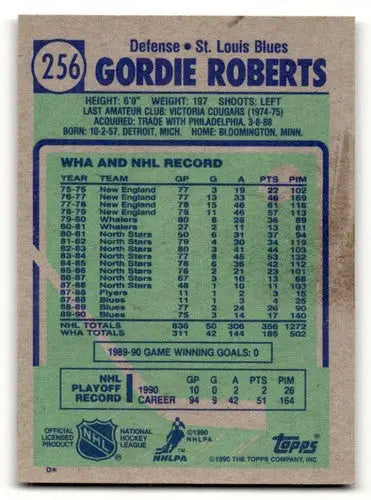 256
Defense • St. Louis Blues
GORDIE ROBERTS
HEIGHT: 6'0" WEIGHT: 197 SHOOTS: LEFT
LAST AMATEUR CLUB: VICTORIA COUGARS (1974-75)
ACQUIRED: TRADE WITH PHILADELPHIA, 3-8-88
BORN: 10-2-57, DETROIT, MICH. HOME: BLOOMINGTON, MINN.
WHA AND NHL RECORD
YEAR TEAM GP G A PTS PIM
75-76 New England 77 3 19 22 102
76-77 New England 77 13 33 46 169
77-78 New England 78 15 46 61 118
78-79 New England 79 11 46 57 113
79-80 Whalers 80 8 28 36 89
80-81 Whalers 27 2 11 13 81
80-81 North Stars 50 6 31 37 94
81-82 North Stars 79 4 30 34 119
82-83 North Stars 80 3 41 44 103
83-84 North Stars 77 8 45 53 132
84-85 North Stars 78 6 36 42 112
85-86 North Stars 76 2 21 23 101
86-87 North Stars 67 3 10 13 68
87-88 North Stars 48 1 10 11 103
87-88 Flyers 11 1 2 3 15
87-88 Blues 11 1 3 4 25
88-89 Blues 77 2 24 26 90
89-90 Blues 75 3 14 17 140
NHL TOTALS 836 50 306 356 1272
WHA TOTALS 311 42 144 186 502
1989-90 GAME WINNING GOALS: 0
NHL PLAYOFF RECORD
GP G A PTS PIM
1990 10 0 2 2 26
CAREER 94 9 42 51 164
OFFICIAL LICENSED PRODUCT
NHL
NATIONAL HOCKEY LEAGUE
©1990 NHLPA
NHLPA
TOPPS
©1990 THE TOPPS COMPANY, INC.
D*